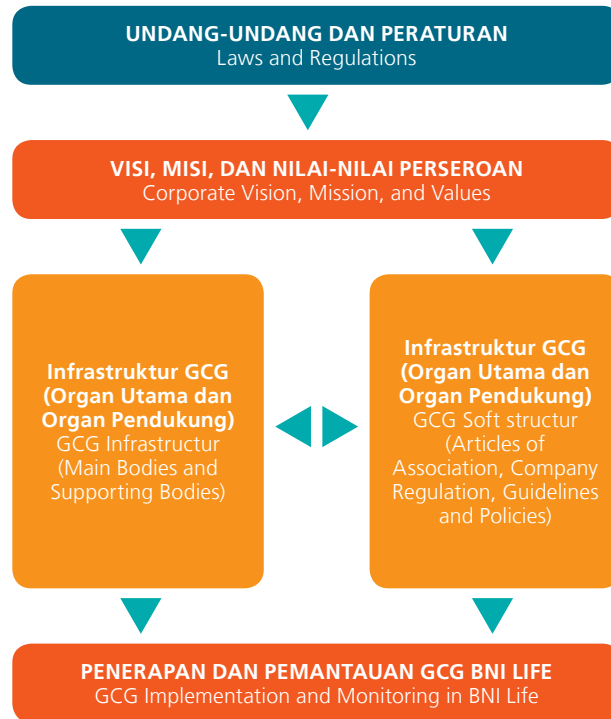 UNDANG-UNDANG DAN PERATURAN
Laws and Regulations
VISI, MISI, DAN NILAI-NILAI PERSEROAN
Corporate Vision, Mission, and Values
Infrastruktur GCG
(Organ Utama dan
Organ Pendukung)
GCG Infrastructur
(Main Bodies and
Supporting Bodies)
Infrastruktur GCG
(Organ Utama dan
Organ Pendukung)
GCG Soft structur
(Articles of
Association, Company
Regulation, Guidelines
and Policies)
PENERAPAN DAN PEMANTAUAN GCG BNI LIFE
GCG Implementation and Monitoring in BNI Life